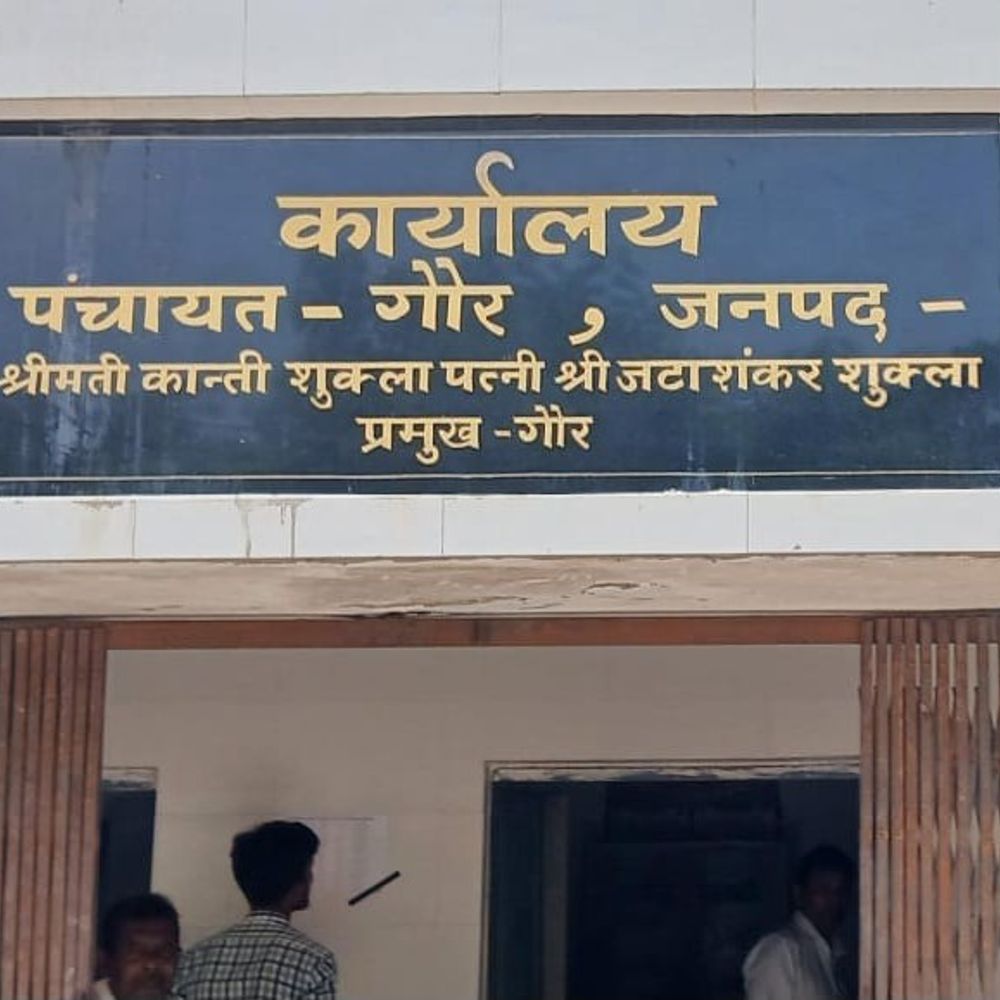 कार्यालय
पंचायत - गौर , जनपद -
श्रीमती कान्ती शुक्ला पत्नी श्री जटाशंकर शुक्ला
प्रमुख - गौर